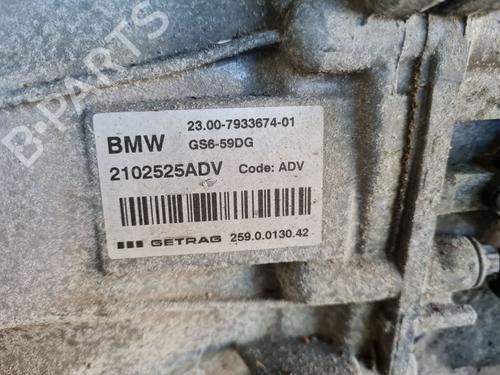 B-PARTS
23.00-7933674-01
BMW GS6-59DG
2102525ADV Code: ADV
GETRAG 259.0.0130.42